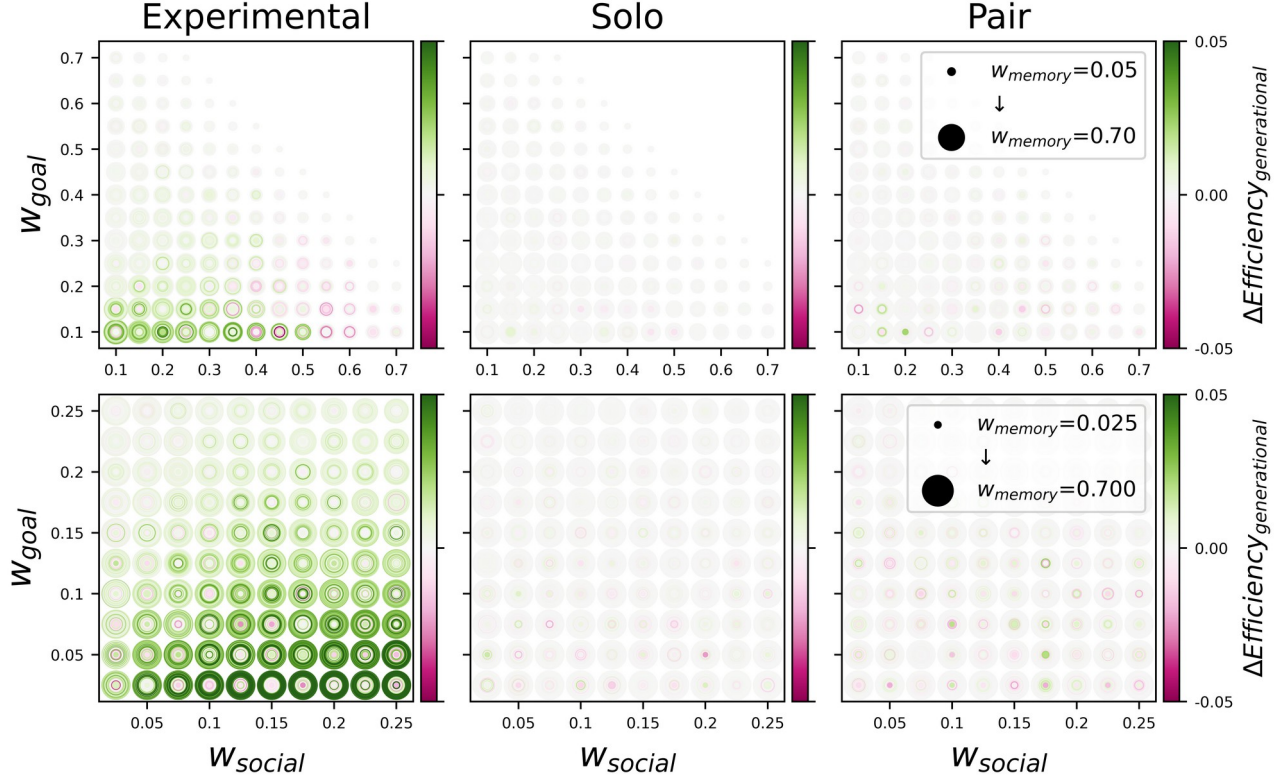 Experimental Solo Pair
0.7
0.6
0.5
0.4
0.3
0.2
0.1
w_goal
0.1 0.2 0.3 0.4 0.5 0.6 0.7
0.1 0.2 0.3 0.4 0.5 0.6 0.7
0.1 0.2 0.3 0.4 0.5 0.6 0.7
w_memory=0.05
↓
w_memory=0.70
0.05
0.00
-0.05
ΔEfficiency_generational
0.25
0.2
0.15
0.1
0.05
w_goal
0.05 0.1 0.15 0.2 0.25
0.05 0.1 0.15 0.2 0.25
0.05 0.1 0.15 0.2 0.25
w_memory=0.025
↓
w_memory=0.700
0.05
0.00
-0.05
ΔEfficiency_generational
w_social w_social w_social